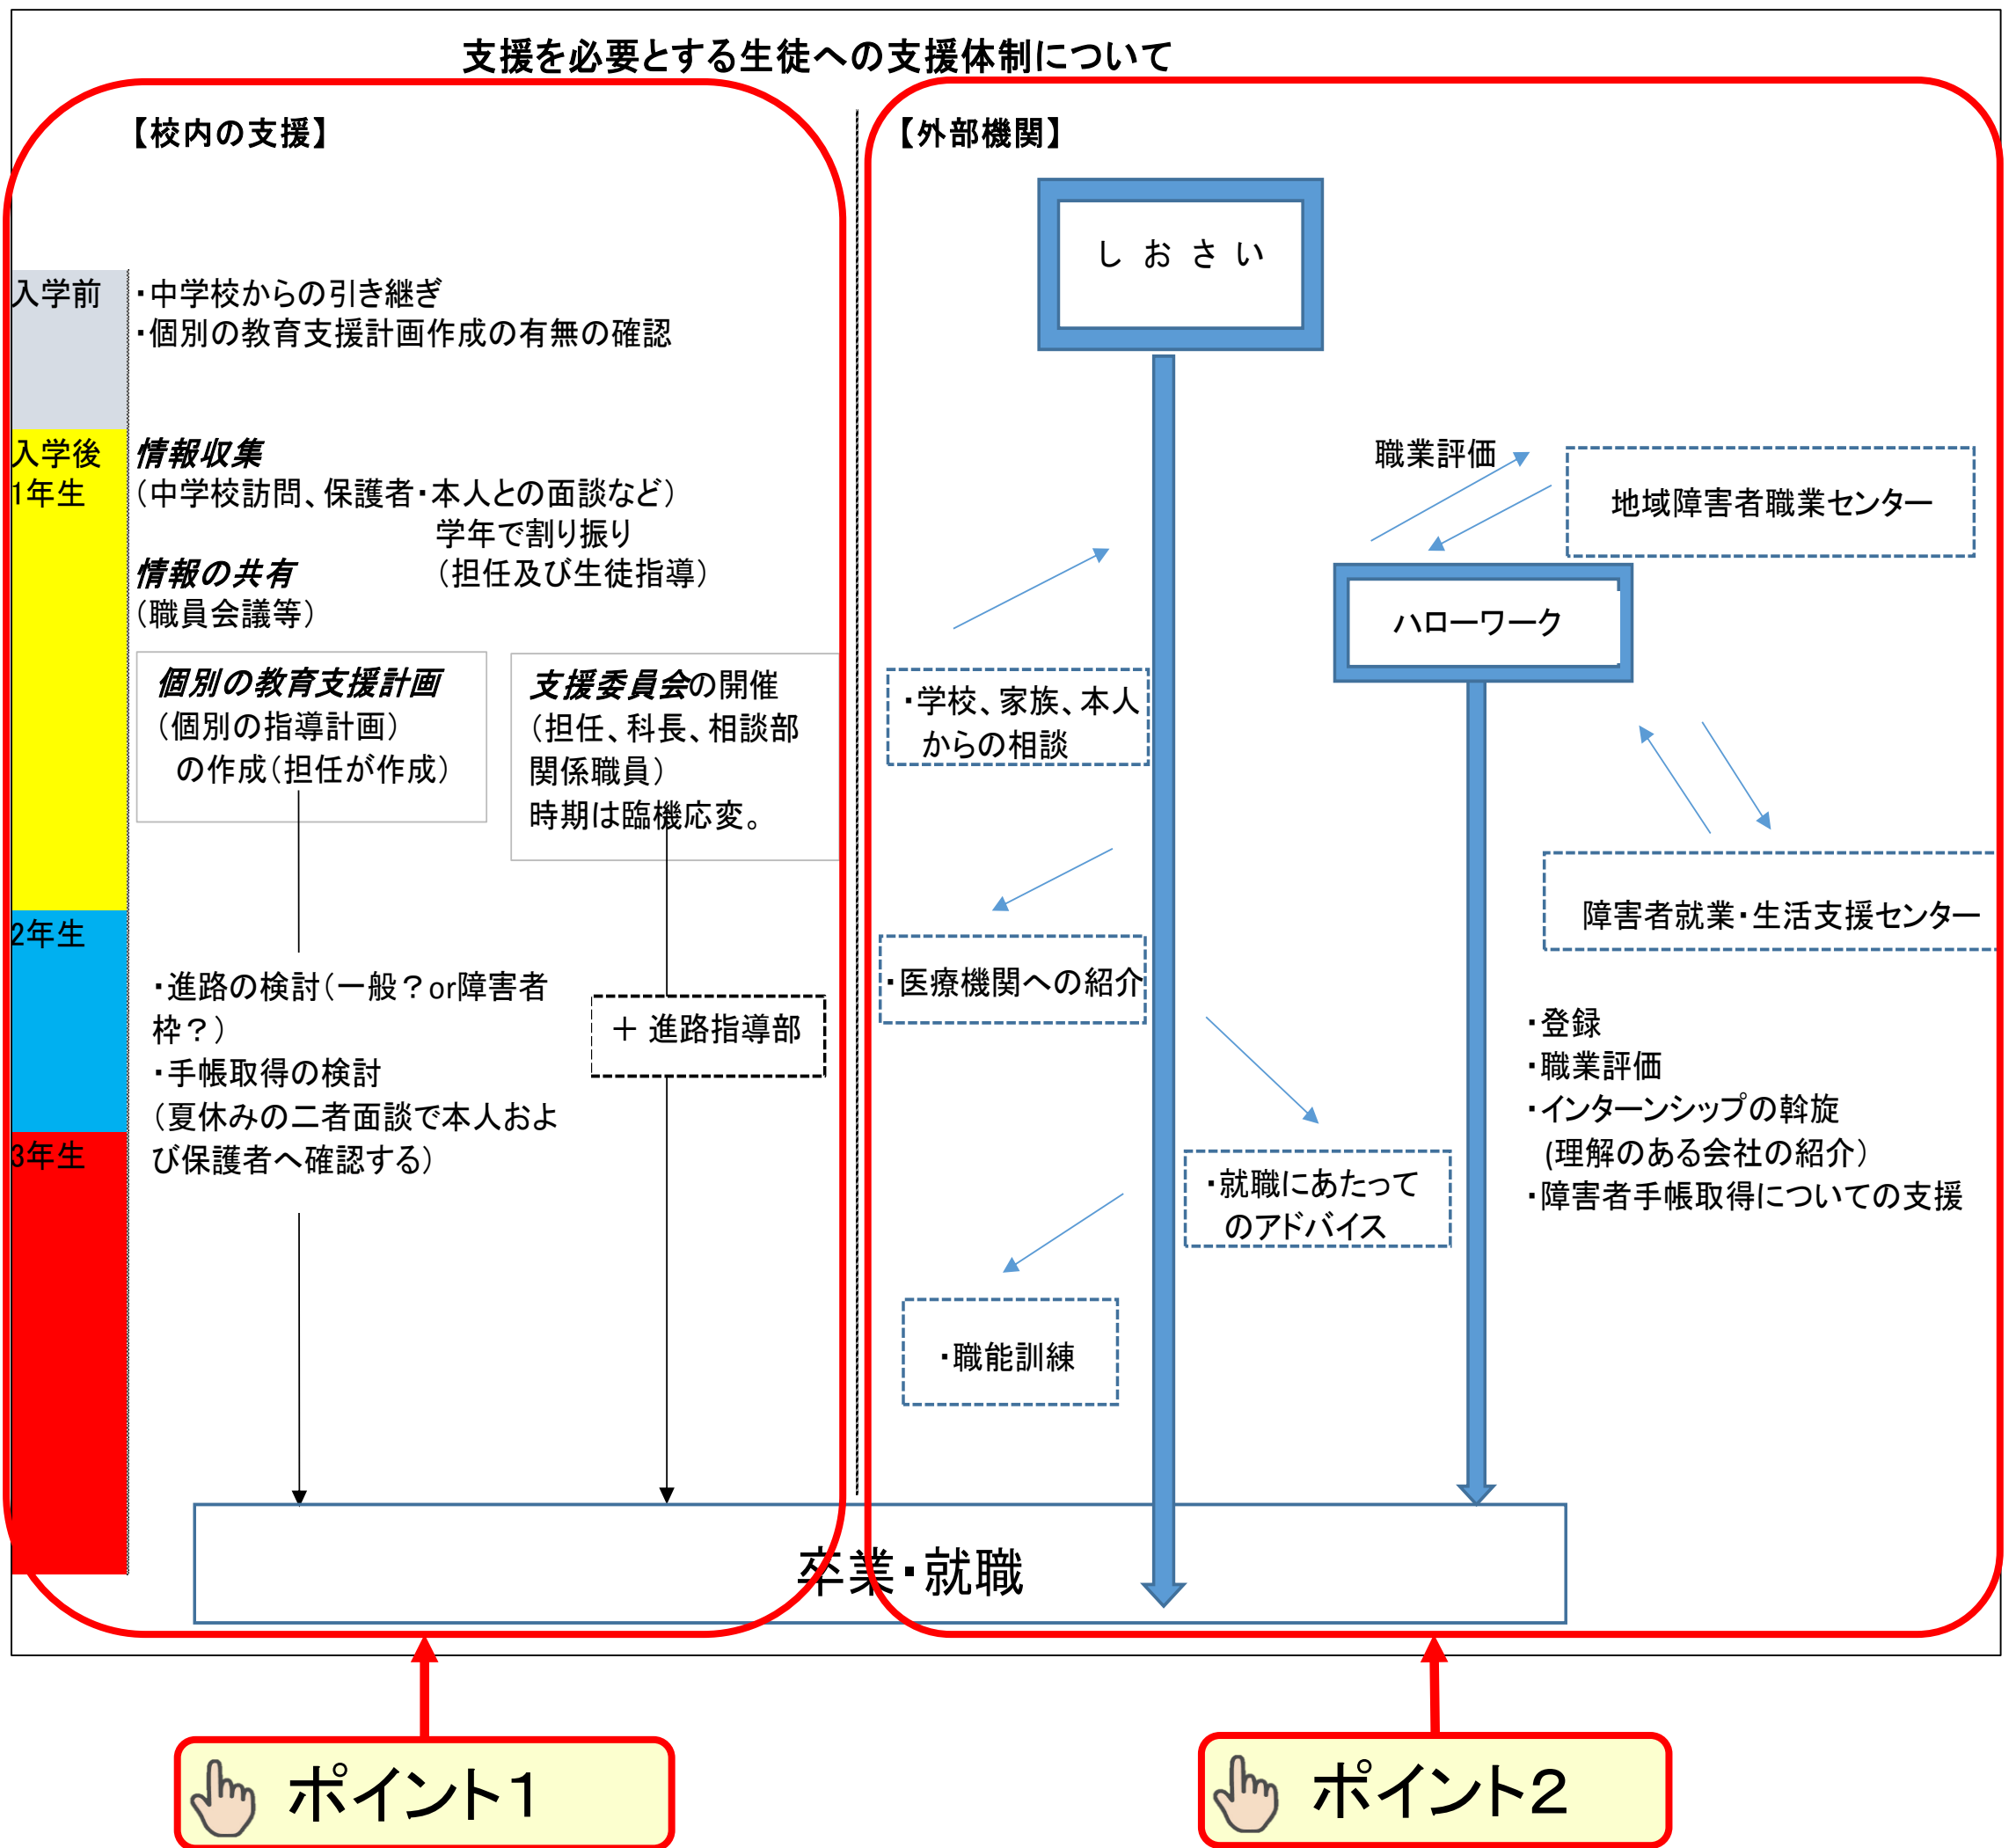 支援を必要とする生徒への支援体制について
【校内の支援】
入学前
・中学校からの引き継ぎ
・個別の教育支援計画作成の有無の確認
入学後
1年生
情報収集
（中学校訪問、保護者・本人との面談など）
学年で割り振り
（担任及び生徒指導）
情報の共有
（職員会議等）
個別の教育支援計画
（個別の指導計画）
の作成（担任が作成）
支援委員会の開催
（担任、科長、相談部
関係職員）
時期は臨機応変。
2年生
・進路の検討（一般？or障害者
枠？）
・手帳取得の検討
（夏休みの二者面談で本人およ
び保護者へ確認する）
＋ 進路指導部
3年生
【外部機関】
し お さ い
職業評価
地域障害者職業センター
ハローワーク
・学校、家族、本人
からの相談
障害者就業・生活支援センター
・医療機関への紹介
・登録
・職業評価
・インターンシップの斡旋
(理解のある会社の紹介）
・障害者手帳取得についての支援
・就職にあたって
のアドバイス
・職能訓練
卒業・就職
ポイント１
ポイント２